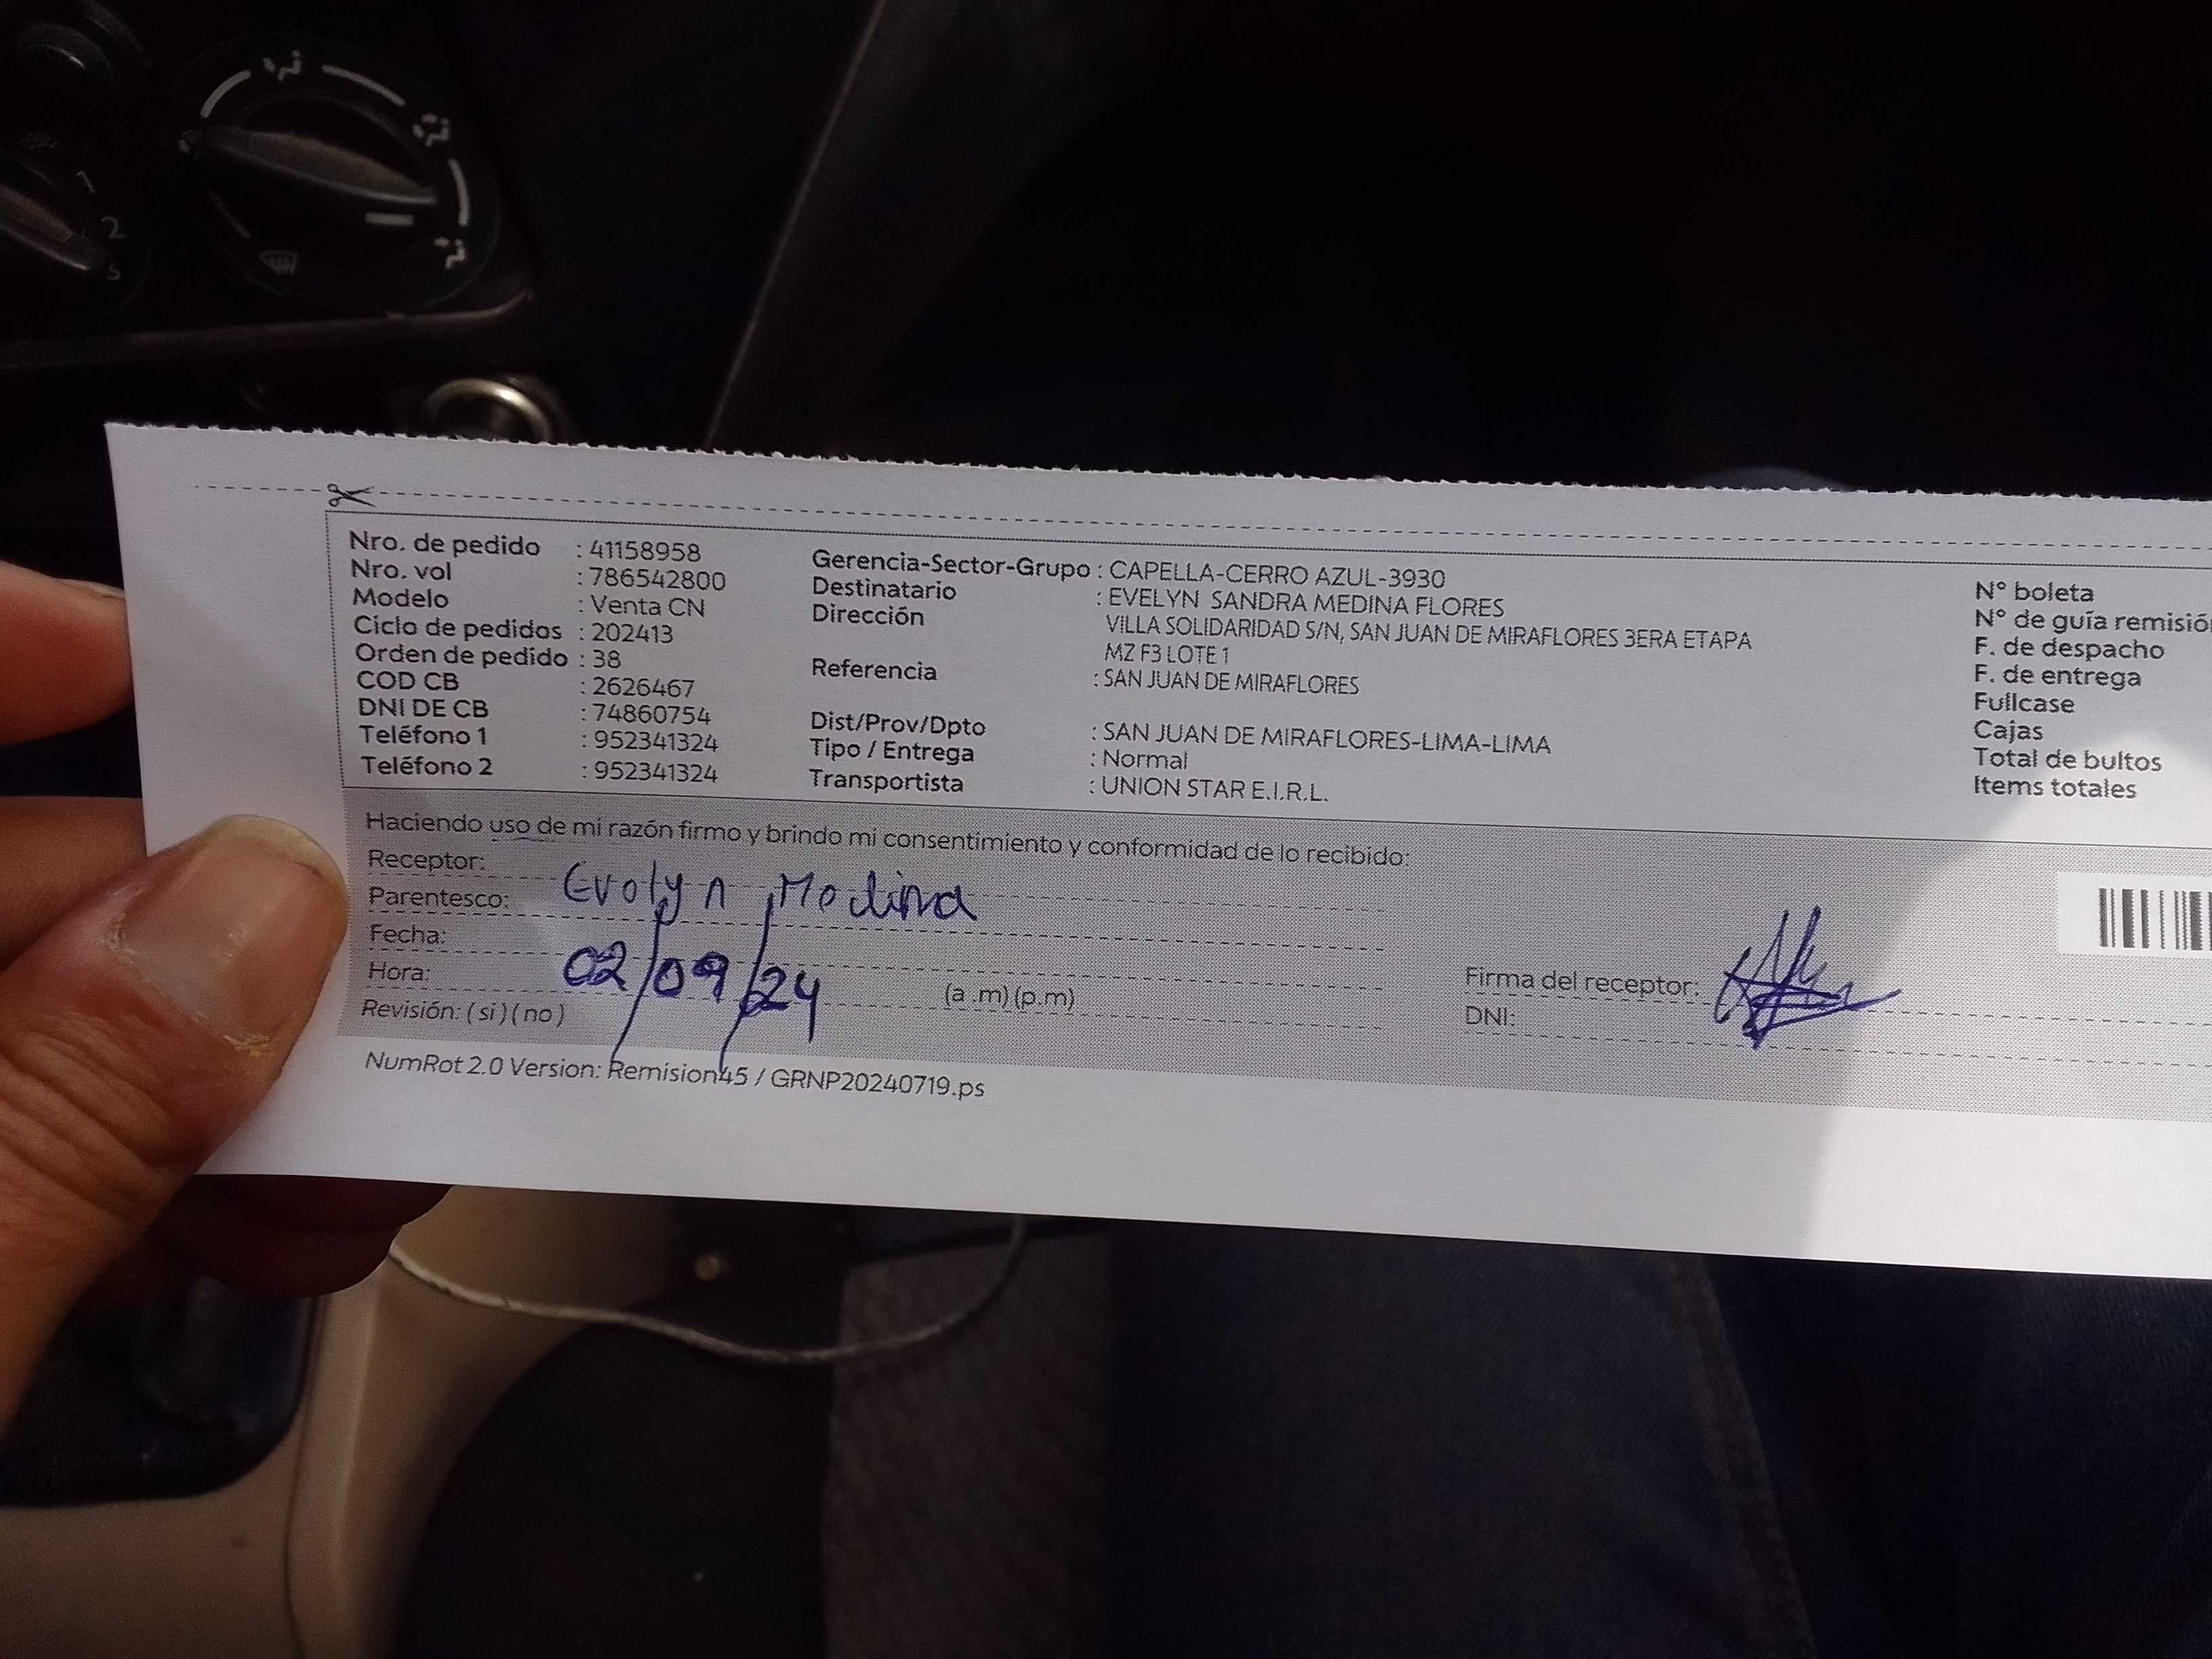 Nro. de pedido : 41158958
Nro. vol : 786542800
Modelo : Venta CN
Ciclo de pedidos : 202413
Orden de pedido : 38
COD CB : 2626467
DNI DE CB : 74860754
Teléfono 1 : 952341324
Teléfono 2 : 952341324
Gerencia-Sector-Grupo : CAPELLA-CERRO AZUL-3930
Destinatario : EVELYN SANDRA MEDINA FLORES
Dirección VILLA SOLIDARIDAD S/N, SAN JUAN DE MIRAFLORES 3ERA ETAPA
MZ F3 LOTE 1
Referencia : SAN JUAN DE MIRAFLORES
Dist/Prov/Dpto : SAN JUAN DE MIRAFLORES-LIMA-LIMA
Tipo / Entrega : Normal
Transportista : UNION STAR E.I.R.L.
N° boleta
N° de guía remisió
F. de despacho
F. de entrega
Fullcase
Cajas
Total de bultos
Items totales
Haciendo uso de mi razón firmo y brindo mi consentimiento y conformidad de lo recibido:
Receptor: Evelyn Medina
Parentesco:
Fecha: 02/09/24
Hora: (a .m)(p.m)
Revisión: ( si )( no )
Firma del receptor:
DNI:
NumRot 2.0 Version: Remision45 / GRNP20240719.ps